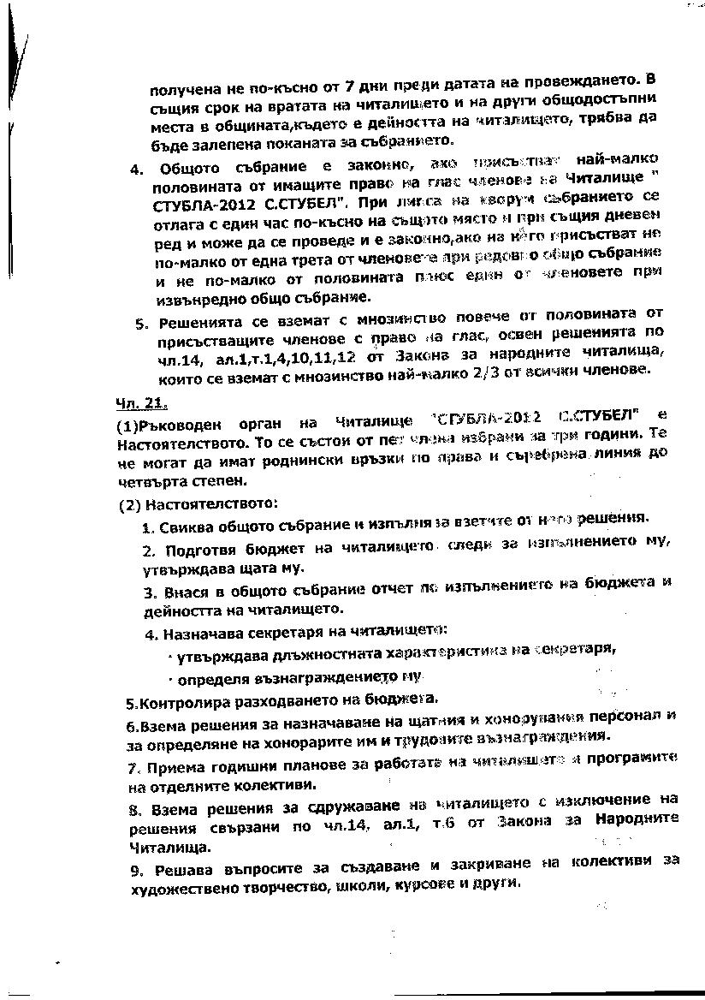 получена не по-късно от 7 дни преди датата на провеждането. В
същия срок на вратата на читалището и на други общодостъпни
места в общината,където е дейността на читалището, трябва да
бъде залепена поканата за събранието.
4. Общото събрание е законно, ако присъстват най-малко
половината от имащите право на глас членове на Читалище "
СТУБЛА-2012 С.СТУБЕЛ". При липса на кворум събранието се
отлага с един час по-късно на същото място и при същия дневен
ред и може да се проведе и е законно,ако на него присъстват не
по-малко от една трета от членовете при редовно общо събрание
и не по-малко от половината плюс един от членовете при
извънредно общо събрание.
5. Решенията се вземат с мнозинство повече от половината от
присъстващите членове с право на глас, освен решенията по
чл.14, ал.1,т.1,4,10,11,12 от Закона за народните читалища,
които се вземат с мнозинство най-малко 2/3 от всички членове.
Чл. 21.
(1)Ръководен орган на Читалище "СТУБЛА-2012 С.СТУБЕЛ" е
Настоятелството. То се състои от пет члена избрани за три години. Те
не могат да имат роднински връзки по права и съребрена линия до
четвърта степен.
(2) Настоятелството:
1. Свиква общото събрание и изпълнява взетите от него решения.
2. Подготвя бюджет на читалището следи за изпълнението му,
утвърждава щата му.
3. Внася в общото събрание отчет по изпълнението на бюджета и
дейността на читалището.
4. Назначава секретаря на читалището:
· утвърждава длъжностната характеристика на секретаря,
· определя възнаграждението му
5.Контролира разходването на бюджета.
6.Взема решения за назначаване на щатния и хонорувания персонал и
за определяне на хонорарите им и трудовите възнаграждения.
7. Приема годишни планове за работата на читалището и програмите
на отделните колективи.
8. Взема решения за сдружаване на читалището с изключение на
решения свързани по чл.14, ал.1, т.6 от Закона за Народните
Читалища.
9. Решава въпросите за създаване и закриване на колективи за
художествено творчество, школи, курсове и други.